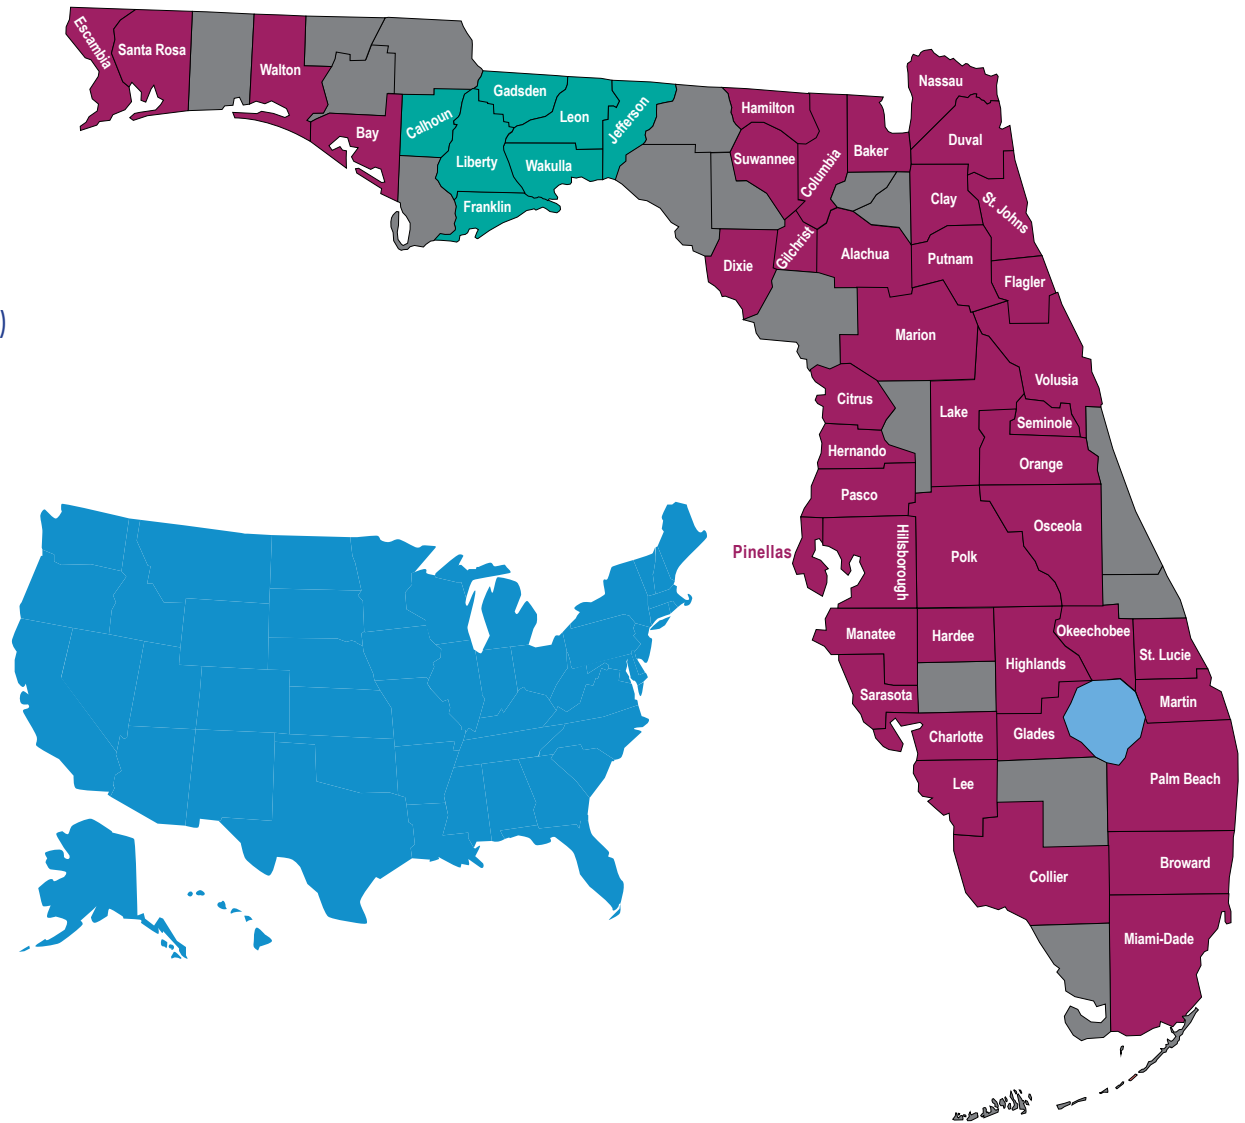 Escambia
Santa Rosa
Walton
Bay
Calhoun
Gadsden
Leon
Jefferson
Liberty
Wakulla
Franklin
Hamilton
Suwannee
Columbia
Baker
Nassau
Duval
Clay
St. Johns
Dixie
Gilchrist
Alachua
Putnam
Flagler
)
Marion
Volusia
Citrus
Lake
Seminole
Hernando
Orange
Pasco
Osceola
Pinellas
Hillsborough
Polk
Manatee
Hardee
Okeechobee
Highlands
St. Lucie
Sarasota
Martin
Charlotte
Glades
Lee
Palm Beach
Collier
Broward
Miami-Dade